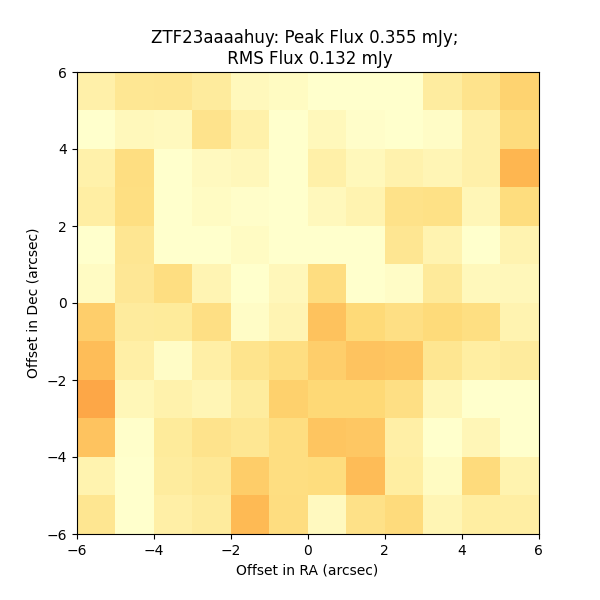 ZTF23aaaahuy: Peak Flux 0.355 mJy;
RMS Flux 0.132 mJy
6
4
2
0
−2
−4
−6
Offset in Dec (arcsec)
−6 −4 −2 0 2 4 6
Offset in RA (arcsec)